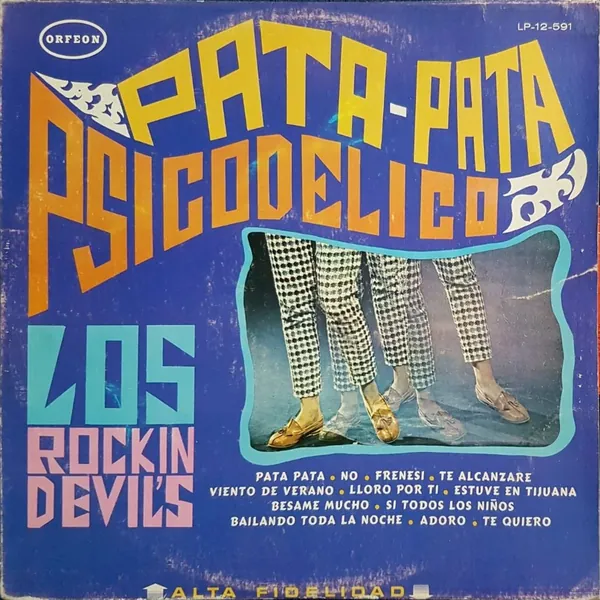 ORFEON
LP-12-591
PATA-PATA
PSICODELICO
LOS
ROCKIN
DEVIL'S
PATA PATA • NO • FRENESI • TE ALCANZARE
VIENTO DE VERANO • LLORO POR TI • ESTUVE EN TIJUANA
BESAME MUCHO • SI TODOS LOS NIÑOS
BAILANDO TODA LA NOCHE • ADORO • TE QUIERO
ALTA FIDELIDAD